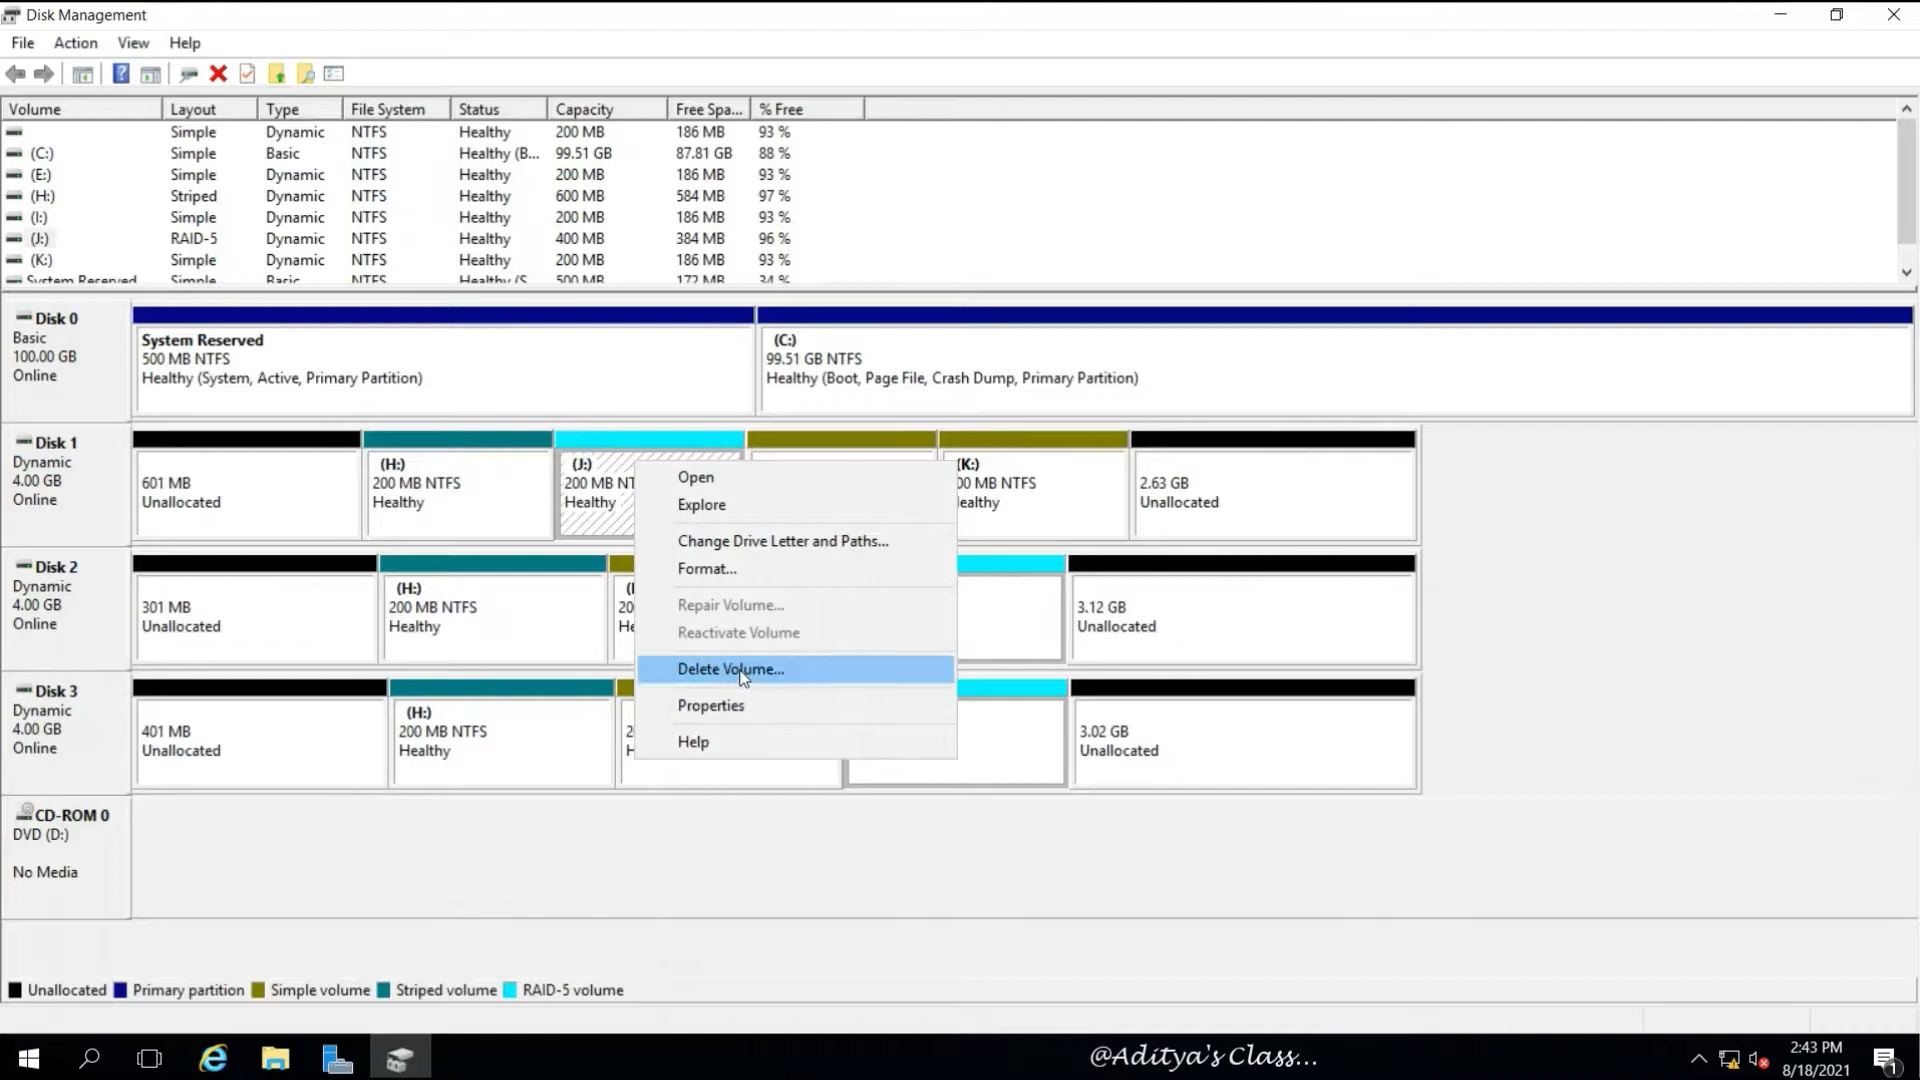 Disk Management
File Action View Help
Volume Layout Type File System Status Capacity Free Spa... % Free
Simple Dynamic NTFS Healthy 200 MB 186 MB 93 %
(C:) Simple Basic NTFS Healthy (B... 99.51 GB 87.81 GB 88 %
(E:) Simple Dynamic NTFS Healthy 200 MB 186 MB 93 %
(H:) Striped Dynamic NTFS Healthy 600 MB 584 MB 97 %
(I:) Simple Dynamic NTFS Healthy 200 MB 186 MB 93 %
(J:) RAID-5 Dynamic NTFS Healthy 400 MB 384 MB 96 %
(K:) Simple Dynamic NTFS Healthy 200 MB 186 MB 93 %
System Reserved Simple Basic NTFS Healthy (S 500 MB 172 MB 34 %
Disk 0
Basic
100.00 GB
Online
System Reserved
500 MB NTFS
Healthy (System, Active, Primary Partition)
(C:)
99.51 GB NTFS
Healthy (Boot, Page File, Crash Dump, Primary Partition)
Disk 1
Dynamic
4.00 GB
Online
601 MB
Unallocated
(H:)
200 MB NTFS
Healthy
(J:)
200 MB NT
Healthy
(K:)
00 MB NTFS
ealthy
2.63 GB
Unallocated
Open
Explore
Change Drive Letter and Paths...
Format...
Repair Volume...
Reactivate Volume
Delete Volume...
Properties
Help
Disk 2
Dynamic
4.00 GB
Online
301 MB
Unallocated
(H:)
200 MB NTFS
Healthy
20
He
3.12 GB
Unallocated
Disk 3
Dynamic
4.00 GB
Online
401 MB
Unallocated
(H:)
200 MB NTFS
Healthy
2
3.02 GB
Unallocated
CD-ROM 0
DVD (D:)
No Media
Unallocated Primary partition Simple volume Striped volume RAID-5 volume
@Aditya's Class...
2:43 PM
8/18/2021
1